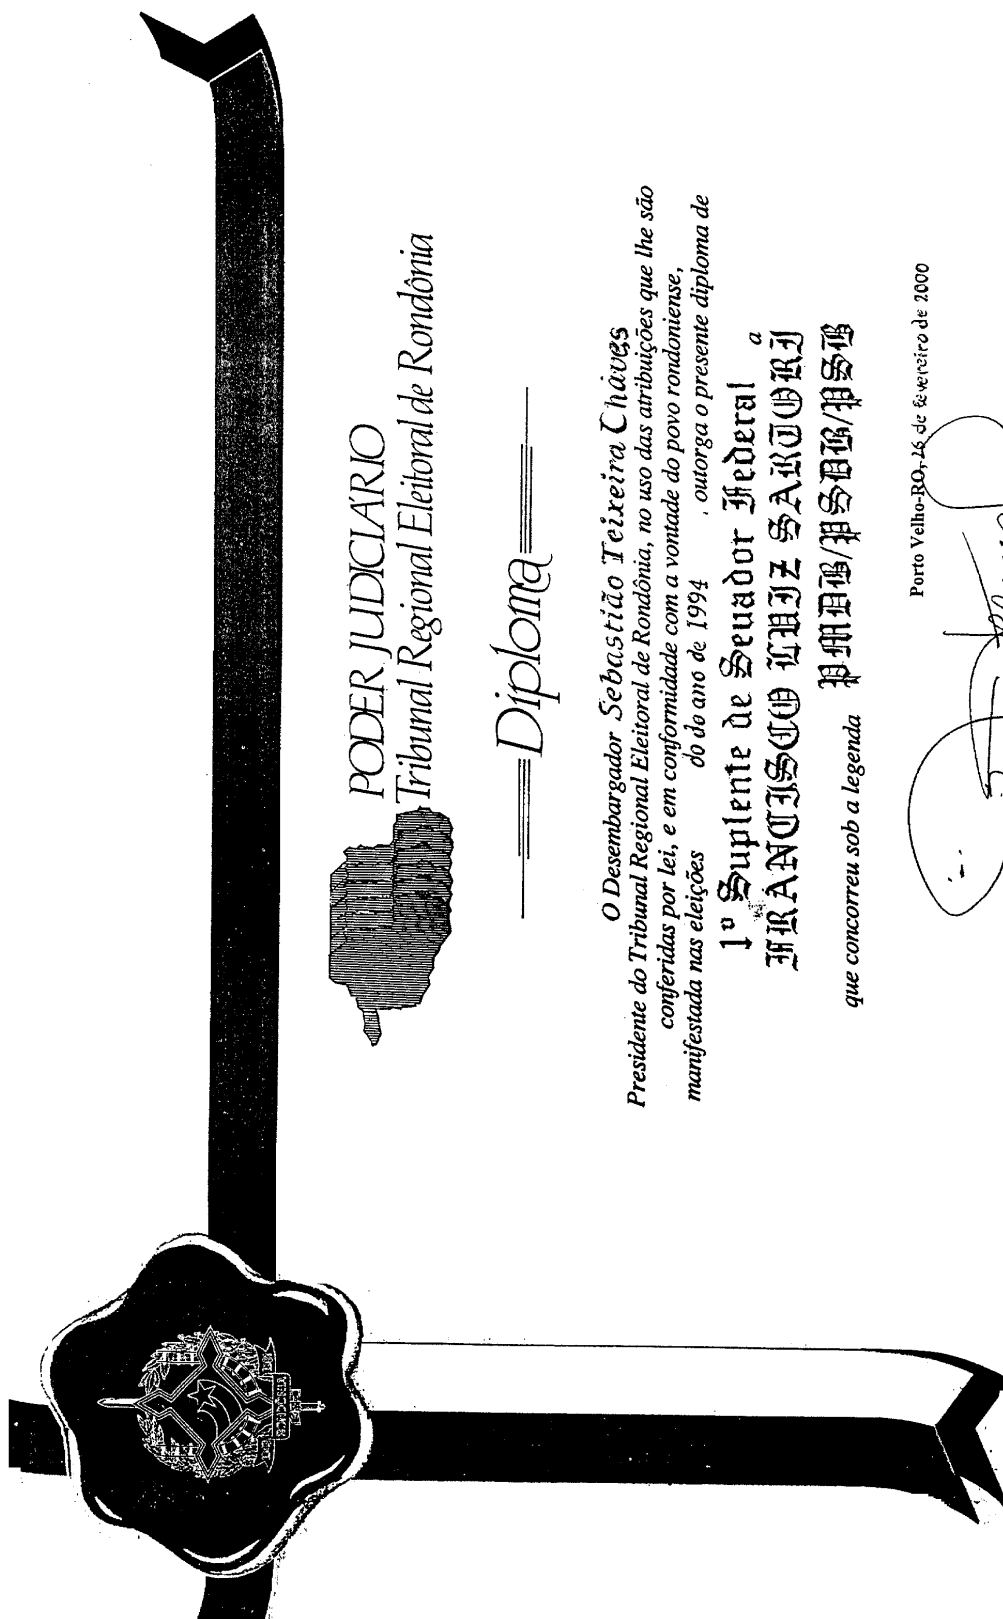 PODER JUDICIÁRIO
Tribunal Regional Eleitoral de Rondônia
Diploma
O Desembargador Sebastião Teixeira Chaves
Presidente do Tribunal Regional Eleitoral de Rondônia, no uso das atribuições que lhe são
conferidas por lei, e em conformidade com a vontade do povo rondoniense,
manifestada nas eleições do do ano de 1994 , outorga o presente diploma de
1º Suplente de Senador Federal a
FRANCISCO LUIZ SARTORI
que concorreu sob a legenda PMDB/PSDB/PSB
Porto Velho-RO, 16 de fevereiro de 2000